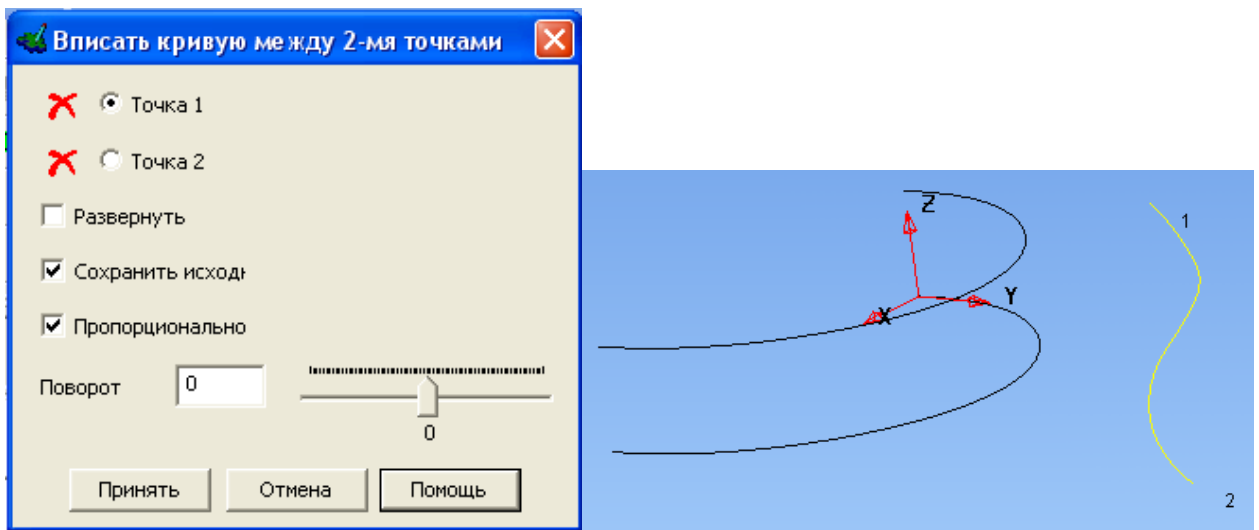 Вписать кривую между 2-мя точками
Точка 1
Точка 2
Развернуть
Сохранить исходн
Пропорционально
Поворот 0
0
Принять Отмена Помощь
Z
Y
X
1
2